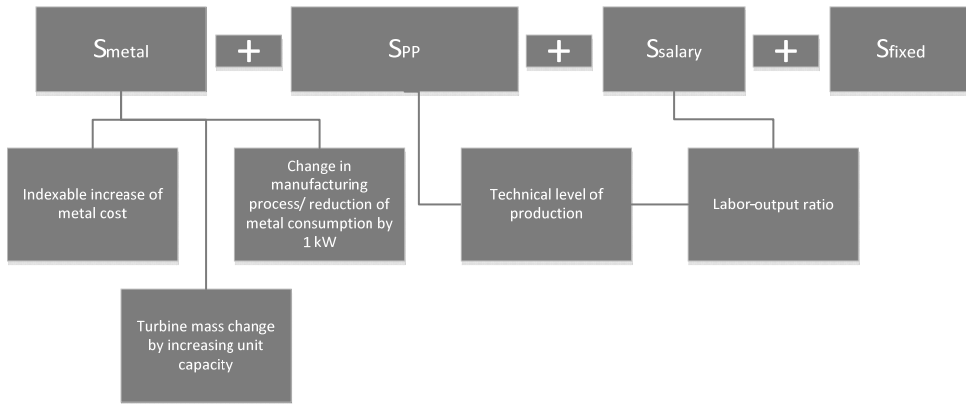 Smetal + SPP + Ssalary + Sfixed
Indexable increase of
metal cost
Change in
manufacturing
process/ reduction of
metal consumption by
1 kW
Technical level of
production
Labor-output ratio
Turbine mass change
by increasing unit
capacity